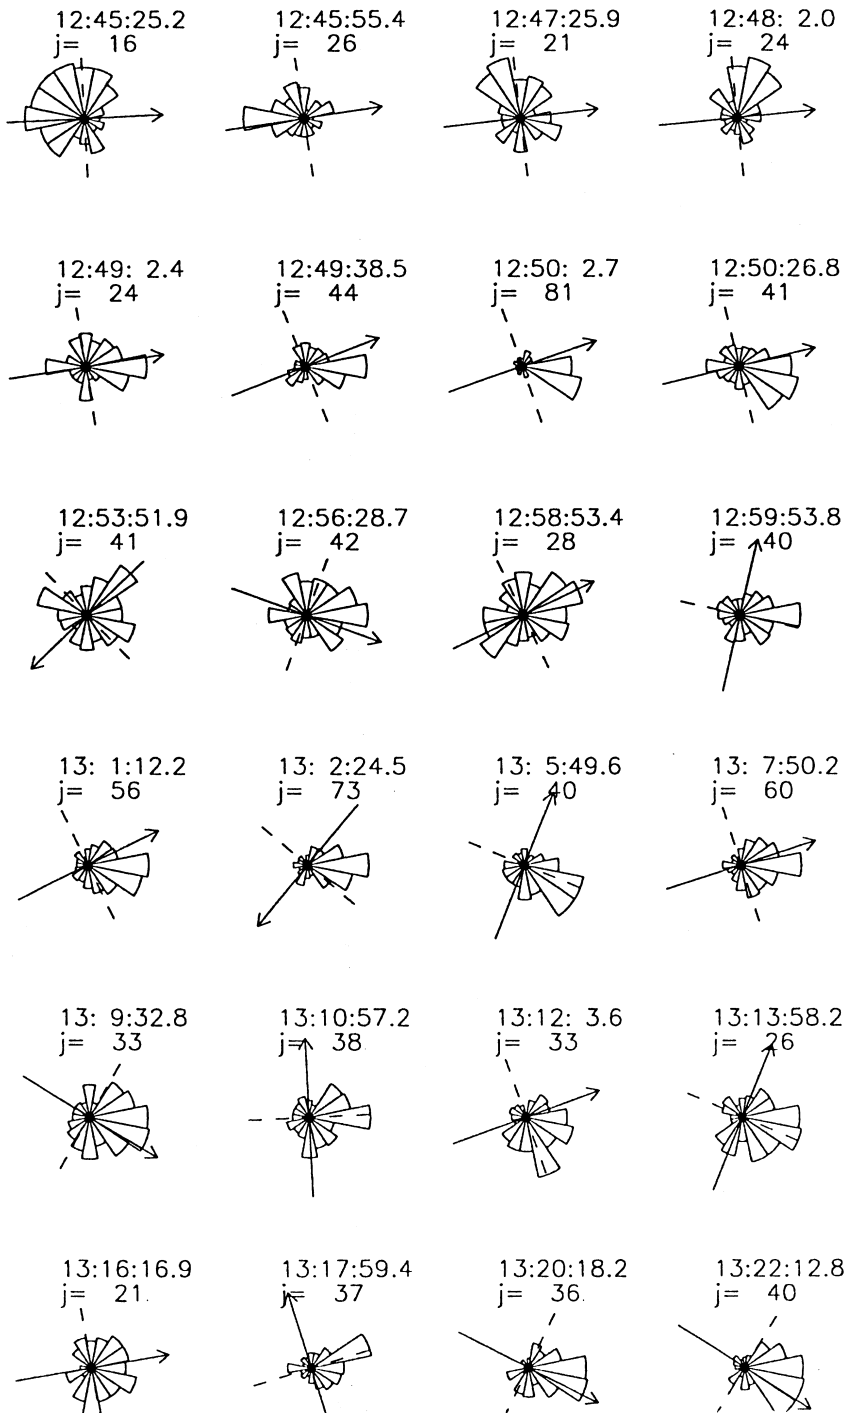 12:45:25.2 12:45:55.4 12:47:25.9 12:48: 2.0
j= 16 j= 26 j= 21 j= 24
12:49: 2.4 12:49:38.5 12:50: 2.7 12:50:26.8
j= 24 j= 44 j= 81 j= 41
12:53:51.9 12:56:28.7 12:58:53.4 12:59:53.8
j= 41 j= 42 j= 28 j= 40
13: 1:12.2 13: 2:24.5 13: 5:49.6 13: 7:50.2
j= 56 j= 73 j= 40 j= 60
13: 9:32.8 13:10:57.2 13:12: 3.6 13:13:58.2
j= 33 j= 38 j= 33 j= 26
13:16:16.9 13:17:59.4 13:20:18.2 13:22:12.8
j= 21 j= 37 j= 36 j= 40